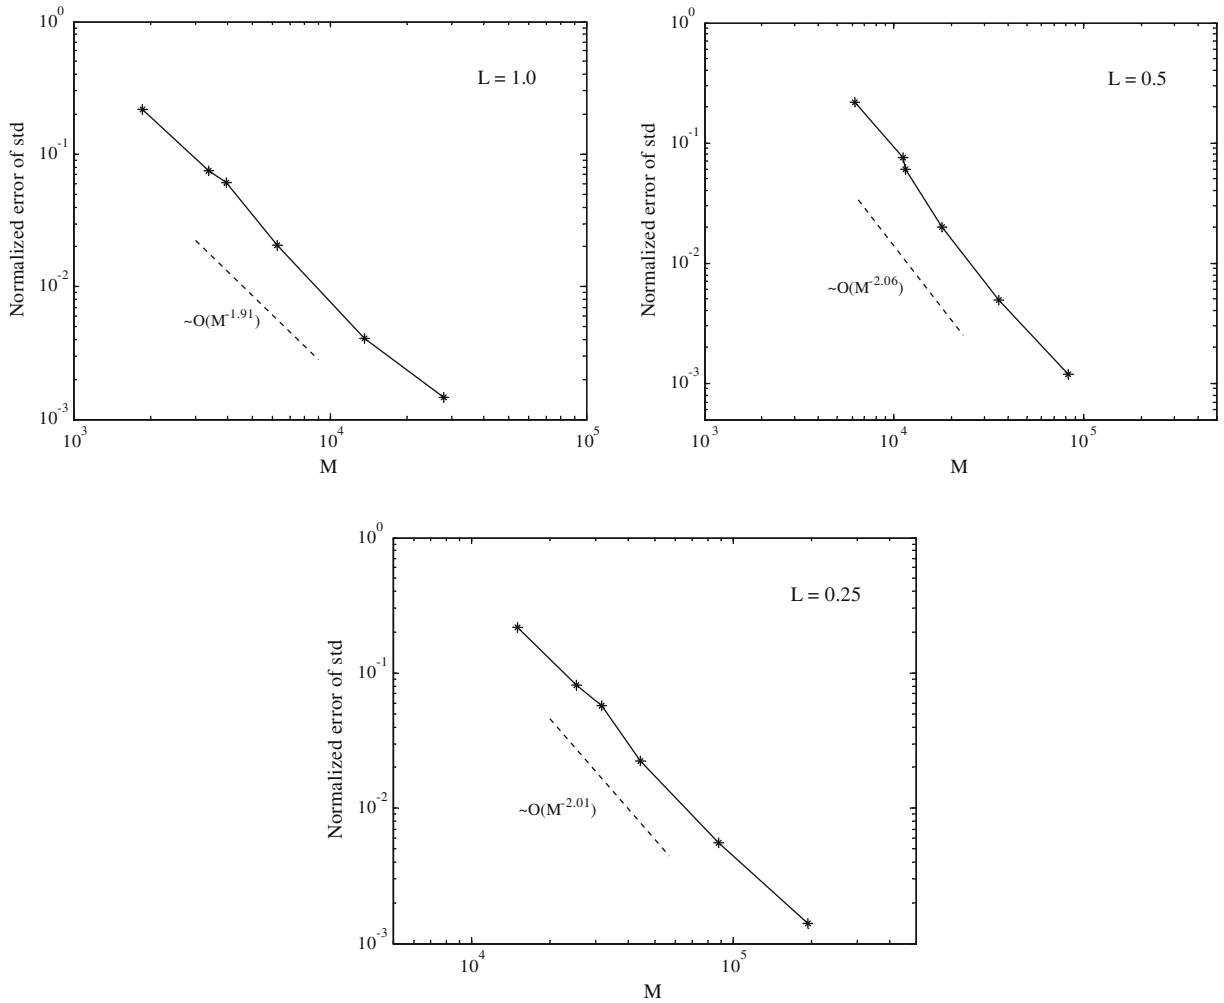 10^0
10^-1
10^-2
10^-3
Normalized error of std
L = 1.0
~O(M^-1.91)
10^3
10^4
10^5
M
10^0
10^-1
10^-2
10^-3
Normalized error of std
L = 0.5
~O(M^-2.06)
10^3
10^4
10^5
M
10^0
10^-1
10^-2
10^-3
Normalized error of std
L = 0.25
~O(M^-2.01)
10^4
10^5
M